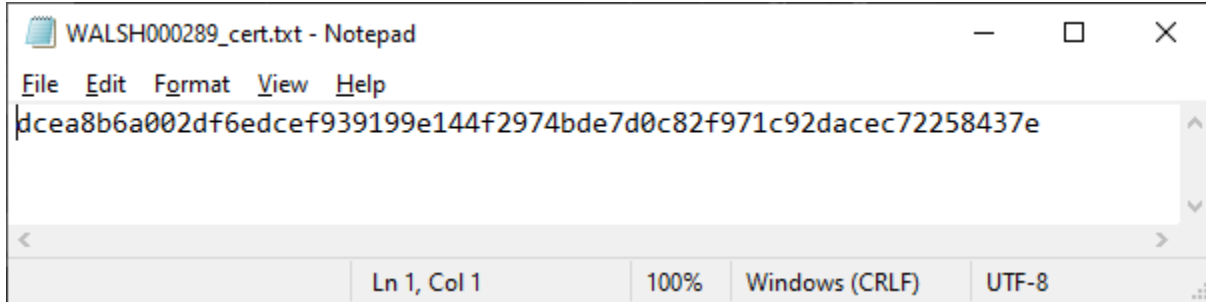 WALSH000289_cert.txt - Notepad
File Edit Format View Help
dcea8b6a002df6edcef939199e144f2974bde7d0c82f971c92dacec72258437e
Ln 1, Col 1 100% Windows (CRLF) UTF-8